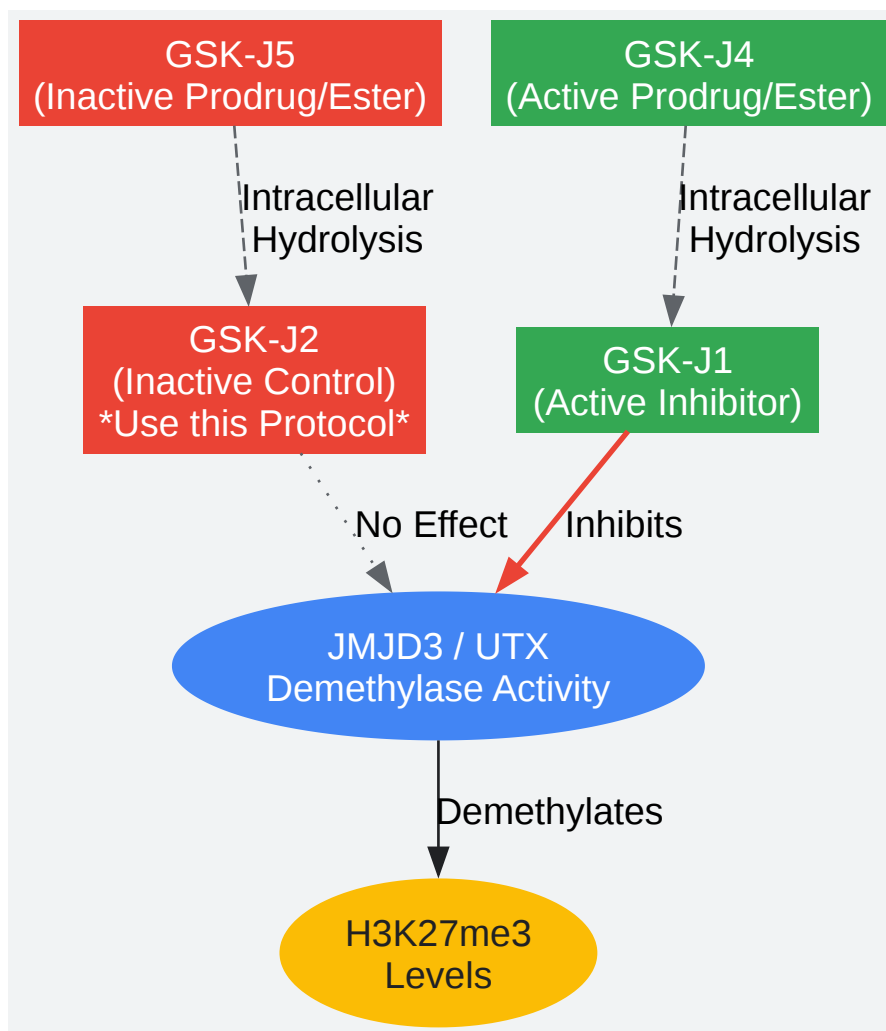 GSK-J5
(Inactive Prodrug/Ester)
GSK-J4
(Active Prodrug/Ester)
Intracellular
Hydrolysis
Intracellular
Hydrolysis
GSK-J2
(Inactive Control)
*Use this Protocol*
GSK-J1
(Active Inhibitor)
No Effect
Inhibits
JMJD3 / UTX
Demethylase Activity
Demethylates
H3K27me3
Levels